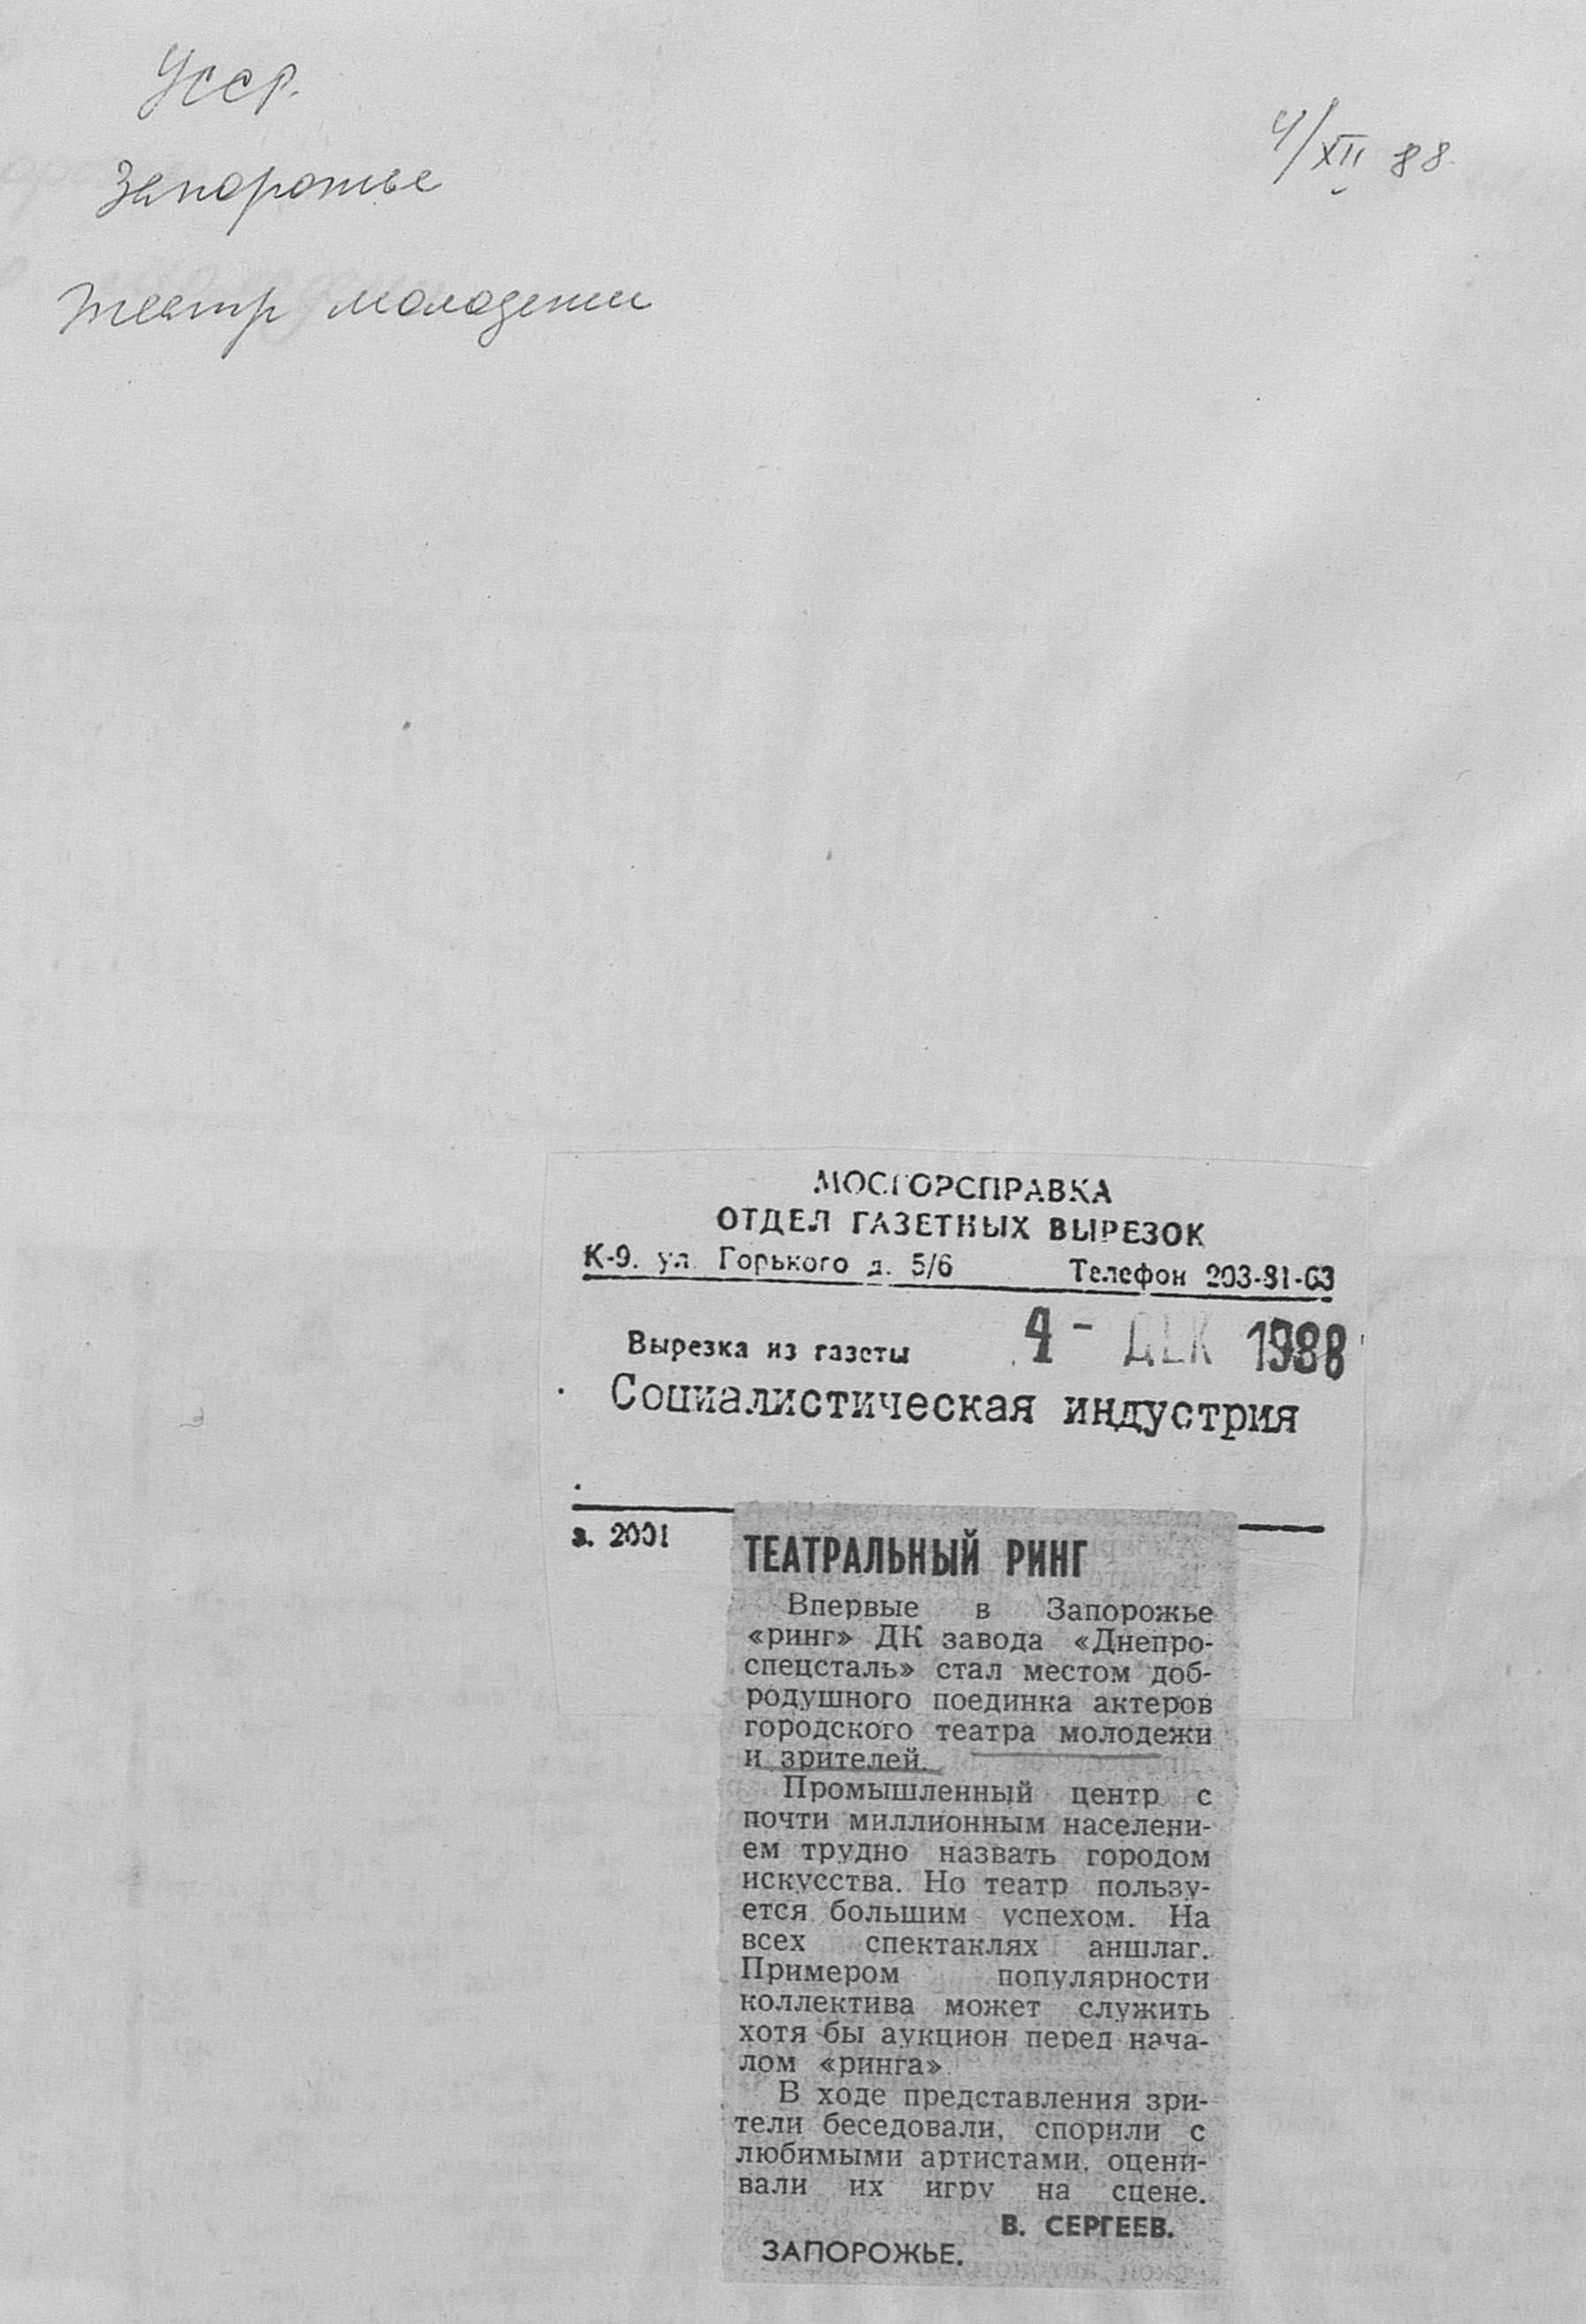 УССР.
4/XII 88
Запорожье
театр молодежи
МОСГОРСПРАВКА
ОТДЕЛ ГАЗЕТНЫХ ВЫРЕЗОК
К-9. ул. Горького д. 5/6 Телефон 203-81-63
Вырезка из газеты 4 - ДЕК 1988
Социалистическая индустрия
з. 2001
ТЕАТРАЛЬНЫЙ РИНГ
Впервые в Запорожье
«ринг» ДК завода «Днепро-
спецсталь» стал местом доб-
родушного поединка актеров
городского театра молодежи
и зрителей.
Промышленный центр с
почти миллионным населени-
ем трудно назвать городом
искусства. Но театр пользу-
ется большим успехом. На
всех спектаклях аншлаг.
Примером популярности
коллектива может служить
хотя бы аукцион перед нача-
лом «ринга».
В ходе представления зри-
тели беседовали, спорили с
любимыми артистами, оцени-
вали их игру на сцене.
В. СЕРГЕЕВ.
ЗАПОРОЖЬЕ.